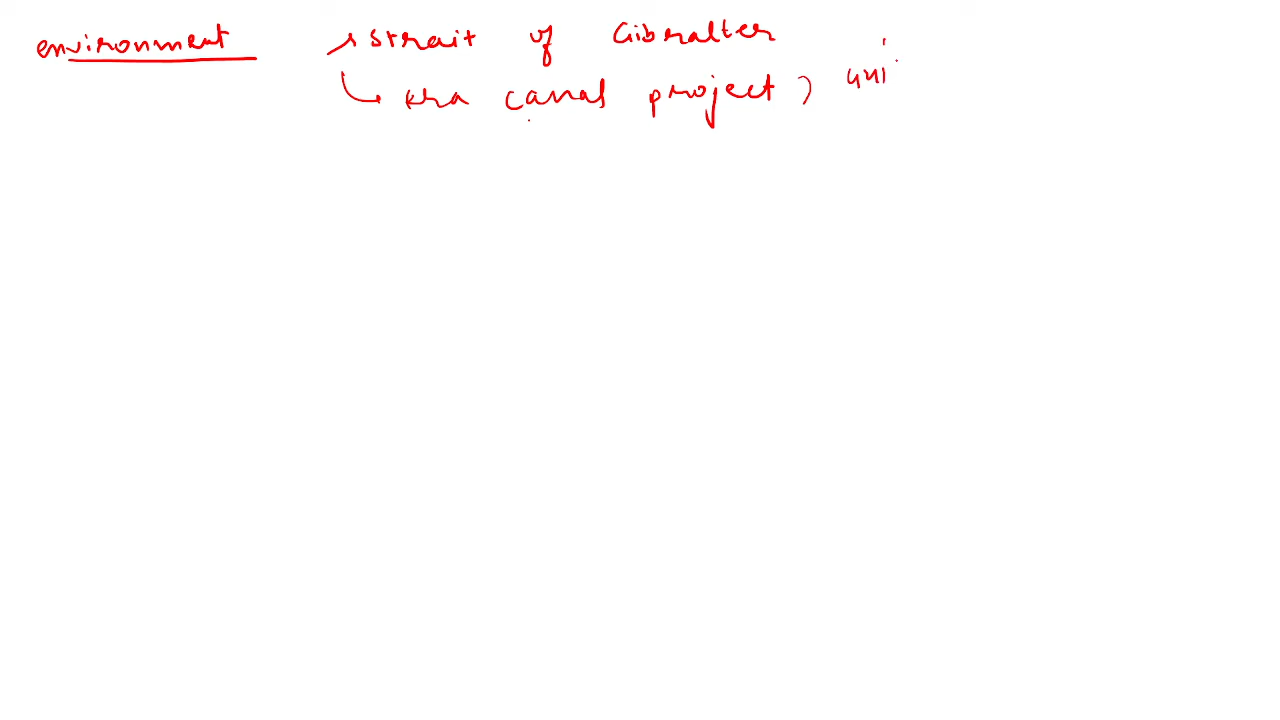 environment
strait of Gibralter
kra canal project )